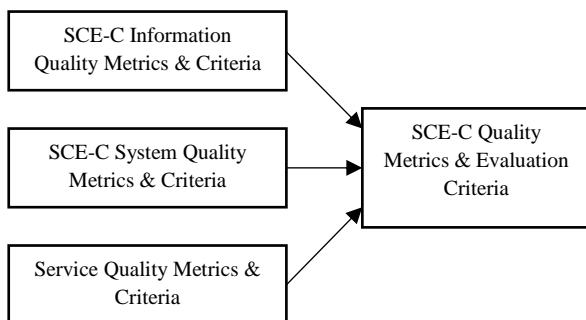 SCE-C Information
Quality Metrics & Criteria
SCE-C System Quality
Metrics & Criteria
Service Quality Metrics &
Criteria
SCE-C Quality
Metrics & Evaluation
Criteria